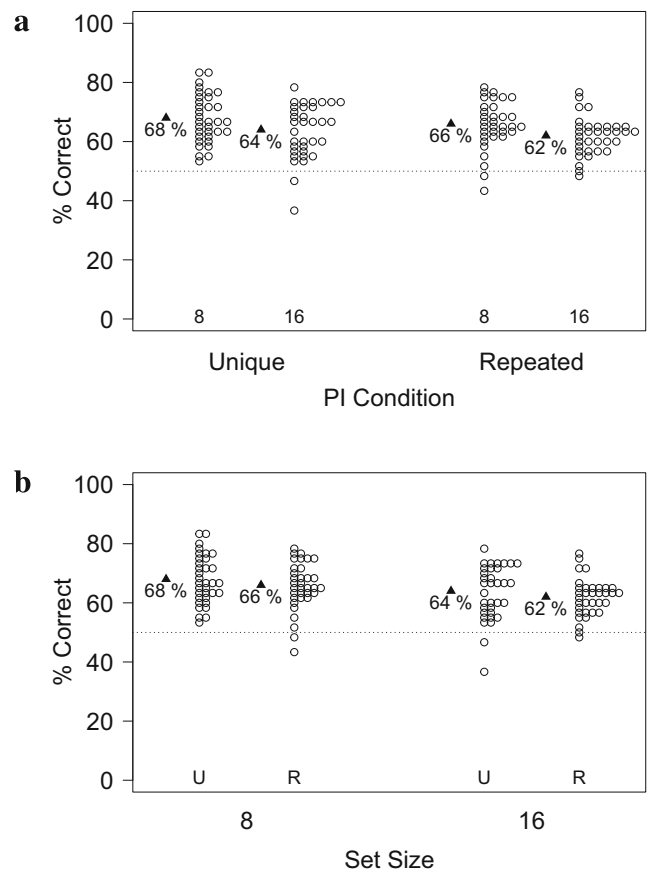 a
100
80
60
40
20
0
% Correct
68 %
64 %
66 %
62 %
8 16 8 16
Unique Repeated
PI Condition
b
100
80
60
40
20
0
% Correct
68 %
66 %
64 %
62 %
U R U R
8 16
Set Size